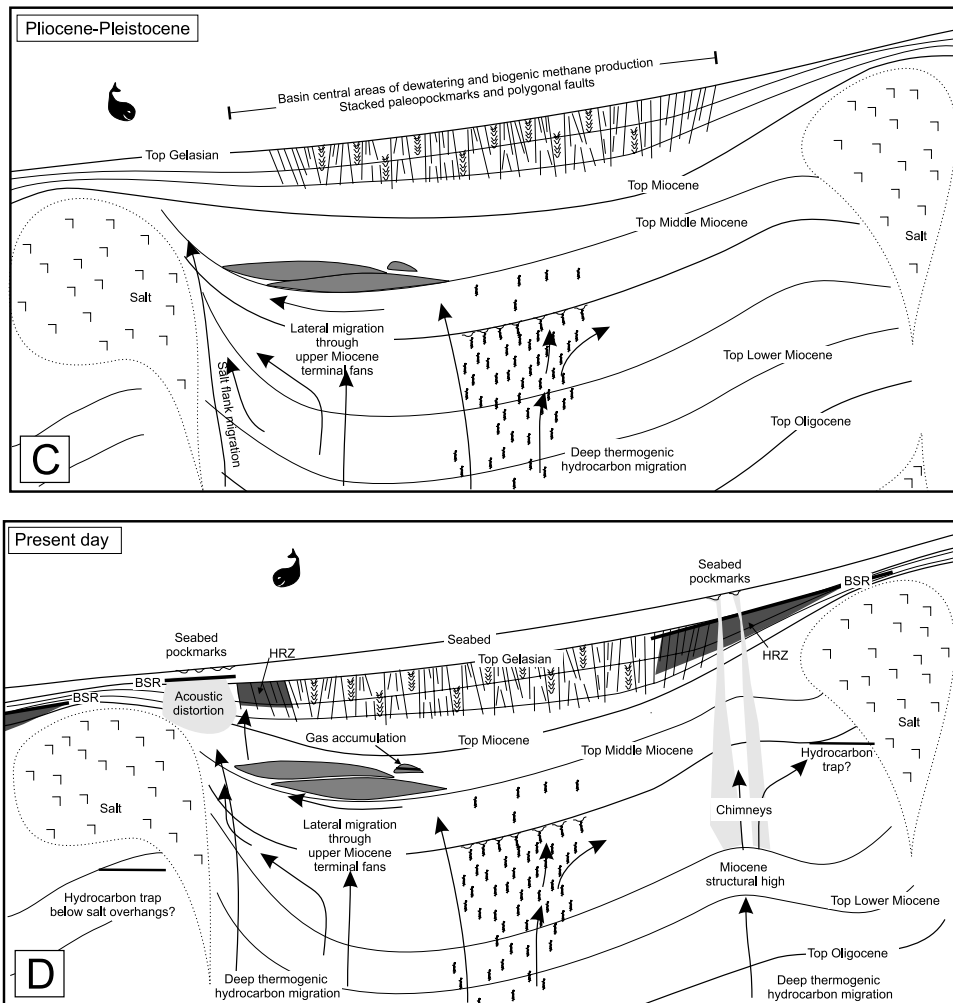 Pliocene-Pleistocene
Basin central areas of dewatering and biogenic methane production
Stacked paleopockmarks and polygonal faults
Top Gelasian
Top Miocene
Top Middle Miocene
Salt
Salt
Lateral migration
through
upper Miocene
terminal fans
Top Lower Miocene
Salt flank migration
Top Oligocene
Deep thermogenic
hydrocarbon migration
C
Present day
Seabed
pockmarks
BSR
Seabed
pockmarks
HRZ
Seabed
Top Gelasian
HRZ
BSR
BSR
Acoustic
distortion
Gas accumulation
Top Miocene
Top Middle Miocene
Salt
Hydrocarbon
trap?
Salt
Chimneys
Lateral migration
through
upper Miocene
terminal fans
Miocene
structural high
Hydrocarbon trap
below salt overhangs?
Top Lower Miocene
Top Oligocene
D
Deep thermogenic
hydrocarbon migration
Deep thermogenic
hydrocarbon migration